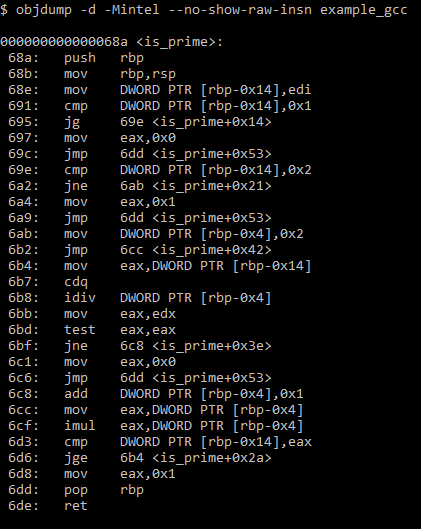 $ objdump -d -Mintel --no-show-raw-insn example_gcc

000000000000068a <is_prime>:
 68a:   push   rbp
 68b:   mov    rbp,rsp
 68e:   mov    DWORD PTR [rbp-0x14],edi
 691:   cmp    DWORD PTR [rbp-0x14],0x1
 695:   jg     69e <is_prime+0x14>
 697:   mov    eax,0x0
 69c:   jmp    6dd <is_prime+0x53>
 69e:   cmp    DWORD PTR [rbp-0x14],0x2
 6a2:   jne    6ab <is_prime+0x21>
 6a4:   mov    eax,0x1
 6a9:   jmp    6dd <is_prime+0x53>
 6ab:   mov    DWORD PTR [rbp-0x4],0x2
 6b2:   jmp    6cc <is_prime+0x42>
 6b4:   mov    eax,DWORD PTR [rbp-0x14]
 6b7:   cdq
 6b8:   idiv   DWORD PTR [rbp-0x4]
 6bb:   mov    eax,edx
 6bd:   test   eax,eax
 6bf:   jne    6c8 <is_prime+0x3e>
 6c1:   mov    eax,0x0
 6c6:   jmp    6dd <is_prime+0x53>
 6c8:   add    DWORD PTR [rbp-0x4],0x1
 6cc:   mov    eax,DWORD PTR [rbp-0x4]
 6cf:   imul   eax,DWORD PTR [rbp-0x4]
 6d3:   cmp    DWORD PTR [rbp-0x14],eax
 6d6:   jge    6b4 <is_prime+0x2a>
 6d8:   mov    eax,0x1
 6dd:   pop    rbp
 6de:   ret